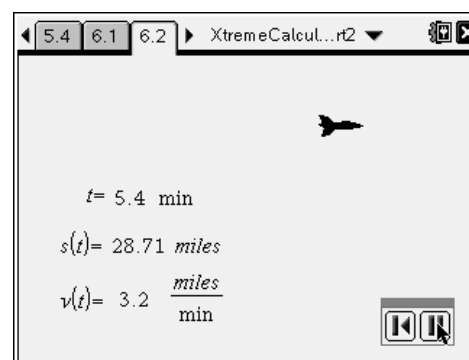 5.4 6.1 6.2 XtremeCalcul...rt2
t= 5.4 min
s(t)= 28.71 miles
v(t)= 3.2 miles/min